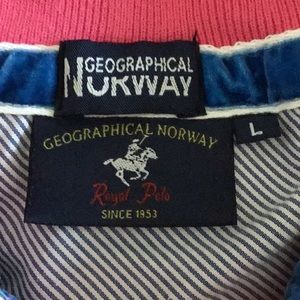 GEOGRAPHICAL
NORWAY
GEOGRAPHICAL NORWAY
L
Royal Polo
SINCE 1953